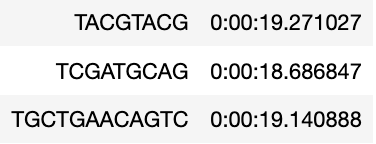 TACGTACG 0:00:19.271027
TCGATGCAG 0:00:18.686847
TGCTGAACAGTC 0:00:19.140888